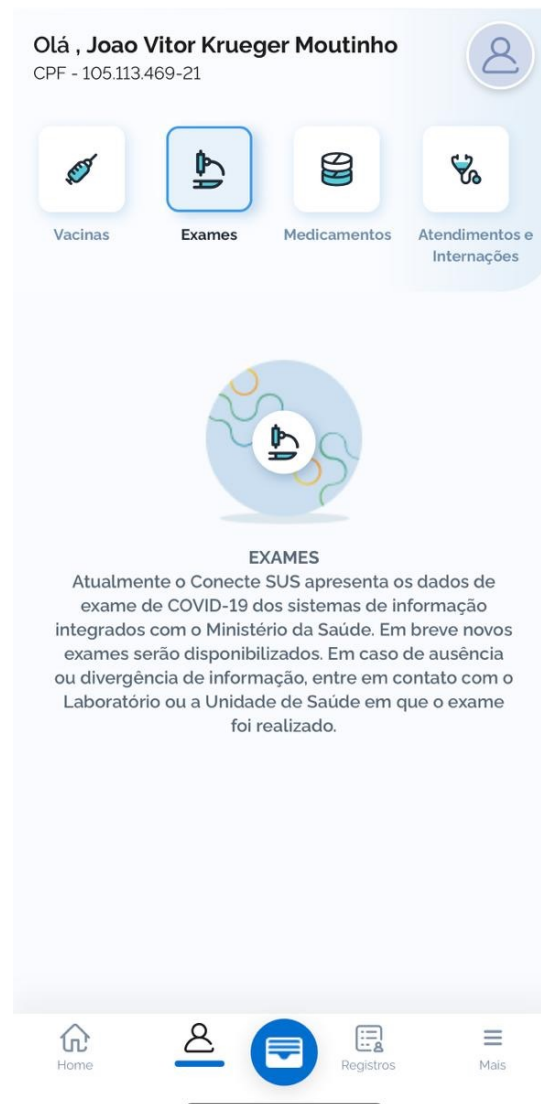 Olá , Joao Vitor Krueger Moutinho
CPF - 105.113.469-21
Vacinas
Exames
Medicamentos
Atendimentos e
Internações
EXAMES
Atualmente o Conecte SUS apresenta os dados de
exame de COVID-19 dos sistemas de informação
integrados com o Ministério da Saúde. Em breve novos
exames serão disponibilizados. Em caso de ausência
ou divergência de informação, entre em contato com o
Laboratório ou a Unidade de Saúde em que o exame
foi realizado.
Home
Registros
Mais